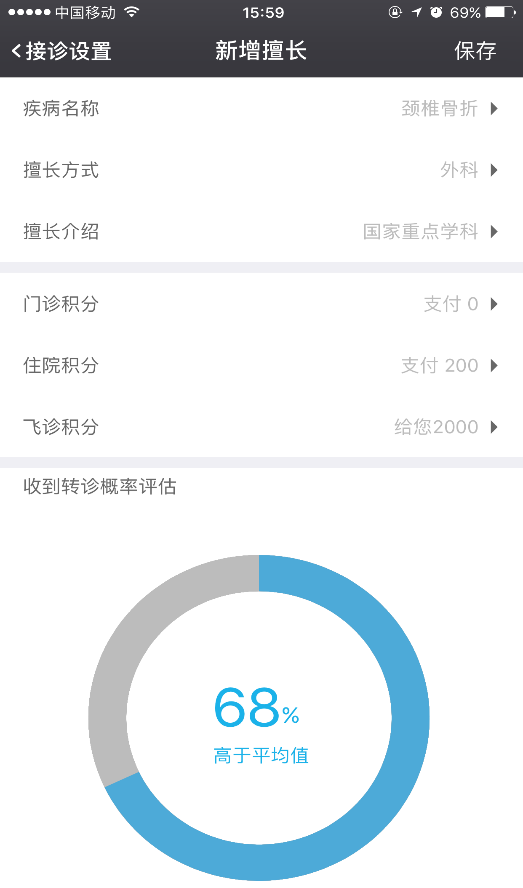 中国移动 15:59 69%
接诊设置 新增擅长 保存
疾病名称 颈椎骨折
擅长方式 外科
擅长介绍 国家重点学科
门诊积分 支付 0
住院积分 支付 200
飞诊积分 给您2000
收到转诊概率评估
68%
高于平均值